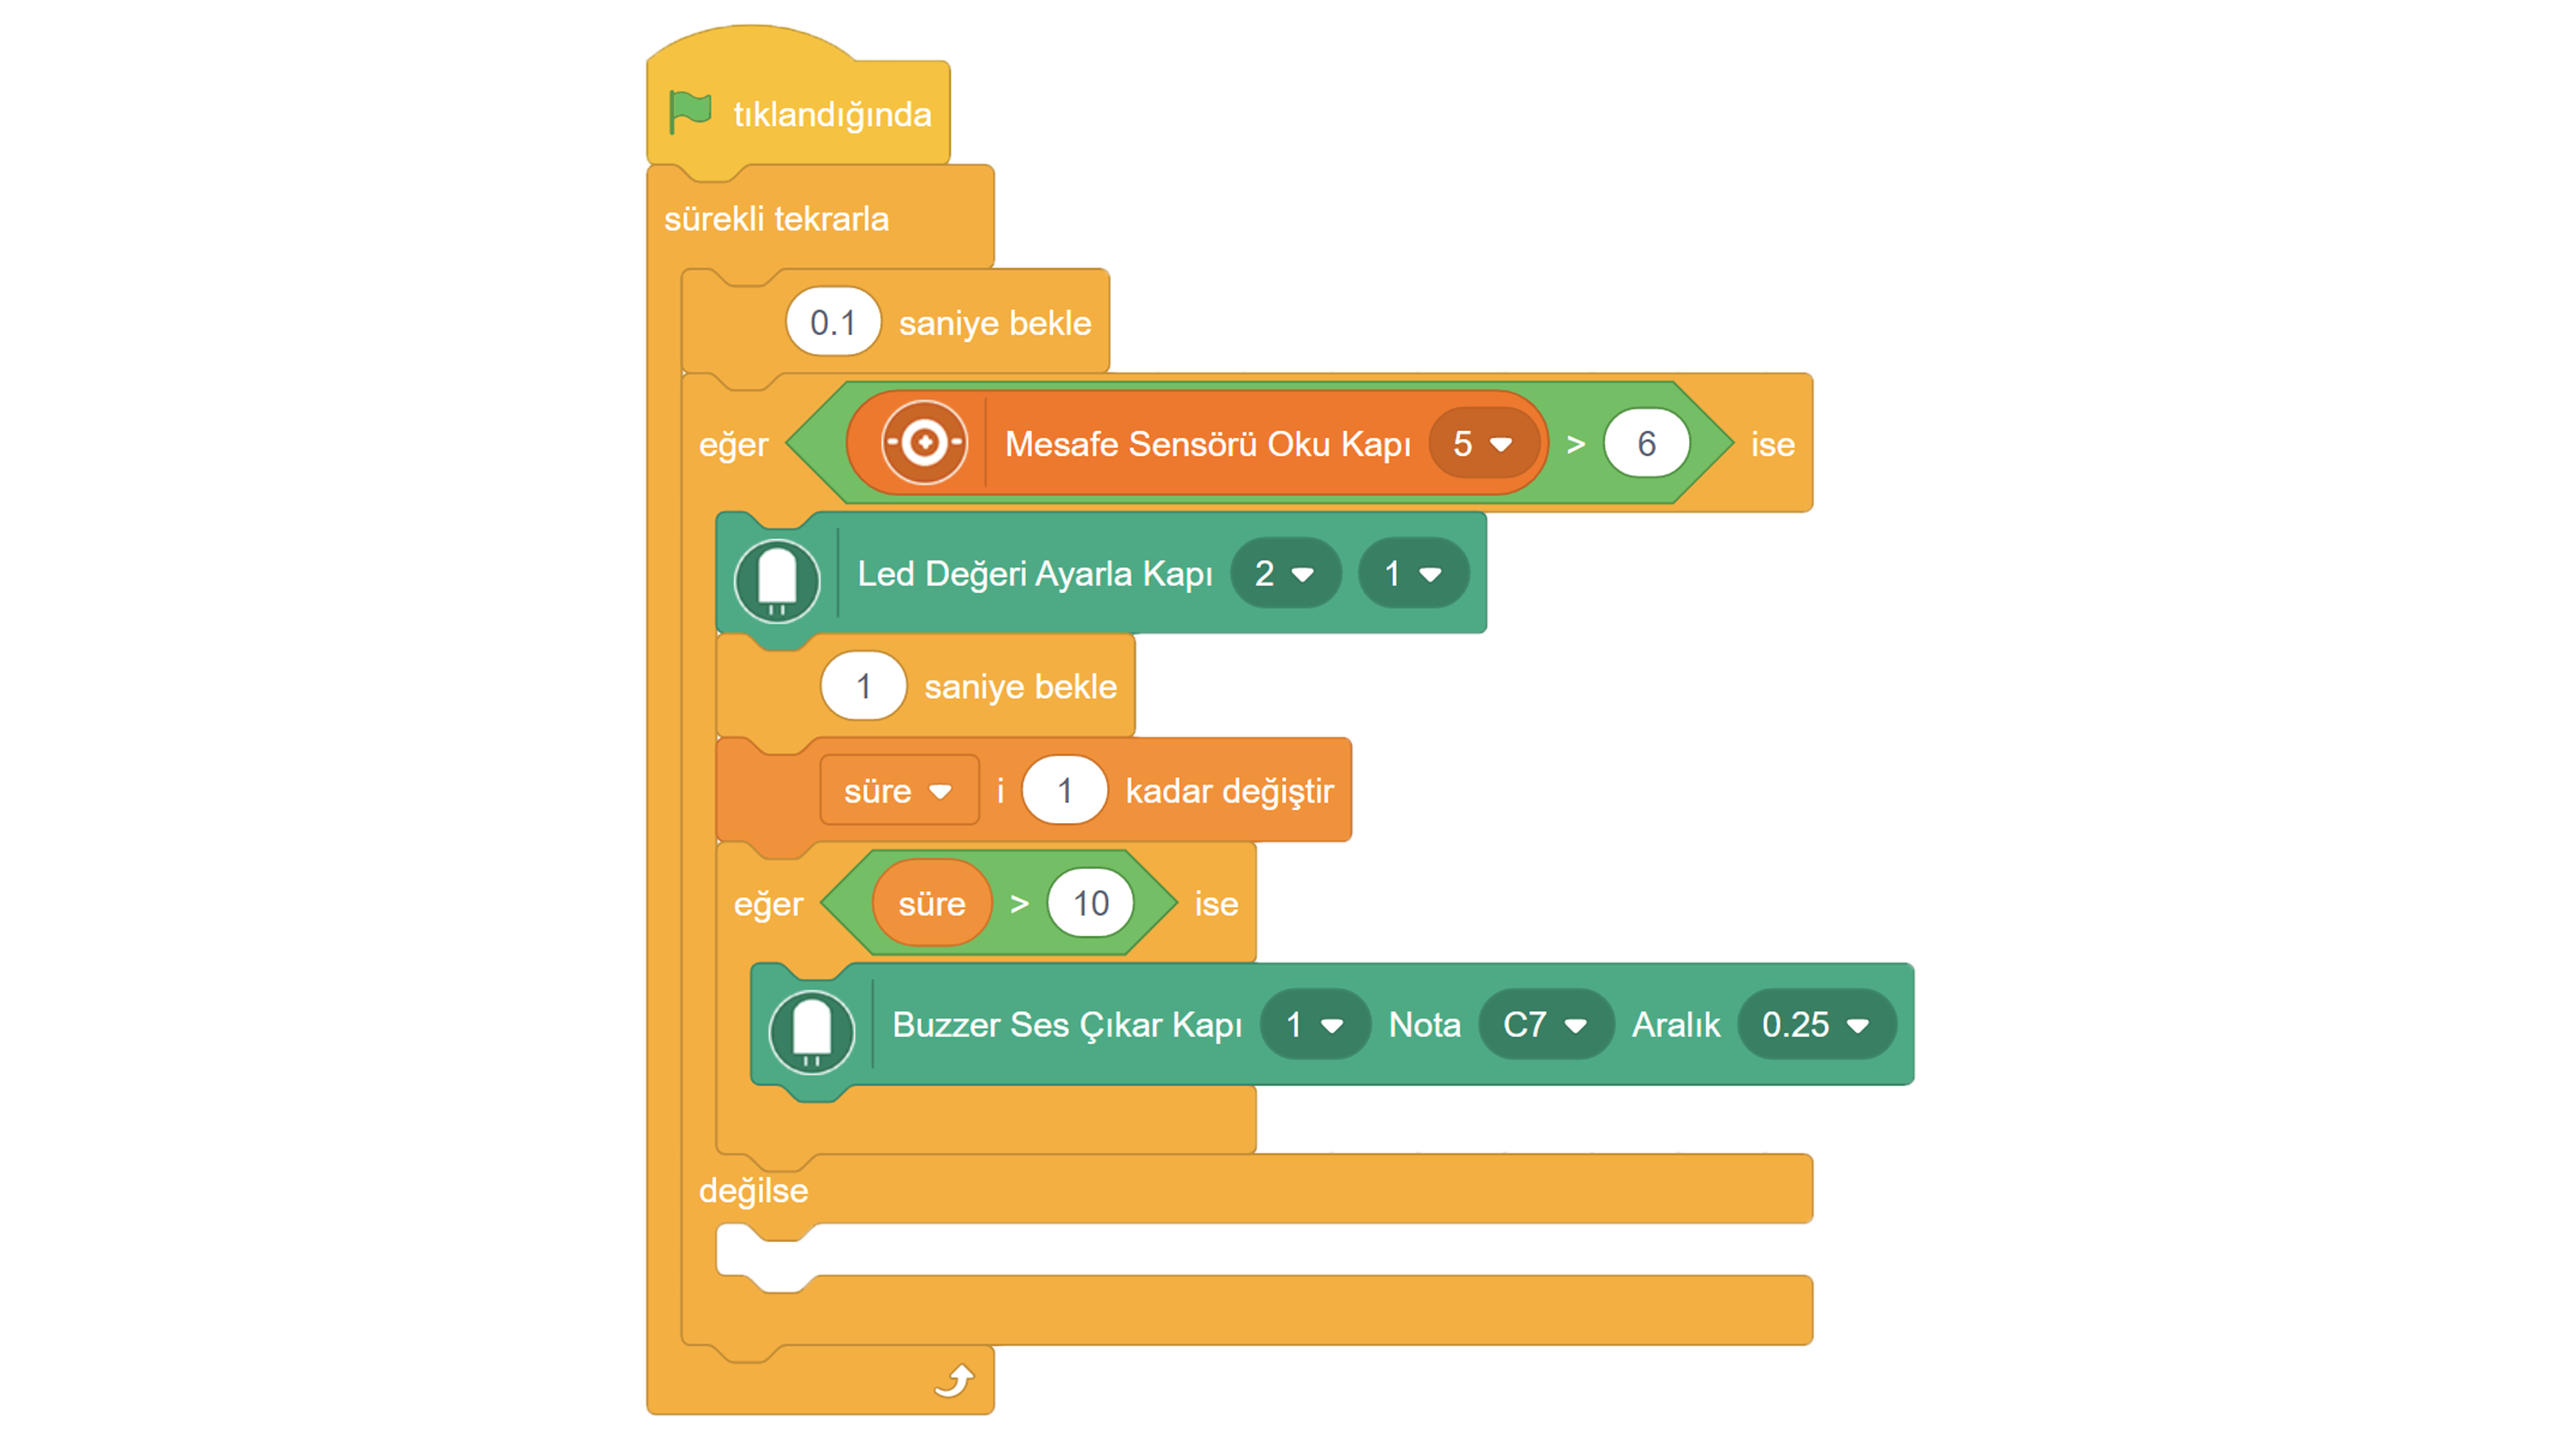 tıklandığında
sürekli tekrarla
0.1 saniye bekle
eğer Mesafe Sensörü Oku Kapı 5 > 6 ise
Led Değeri Ayarla Kapı 2 1
1 saniye bekle
süre i 1 kadar değiştir
eğer süre > 10 ise
Buzzer Ses Çıkar Kapı 1 Nota C7 Aralık 0.25
değilse